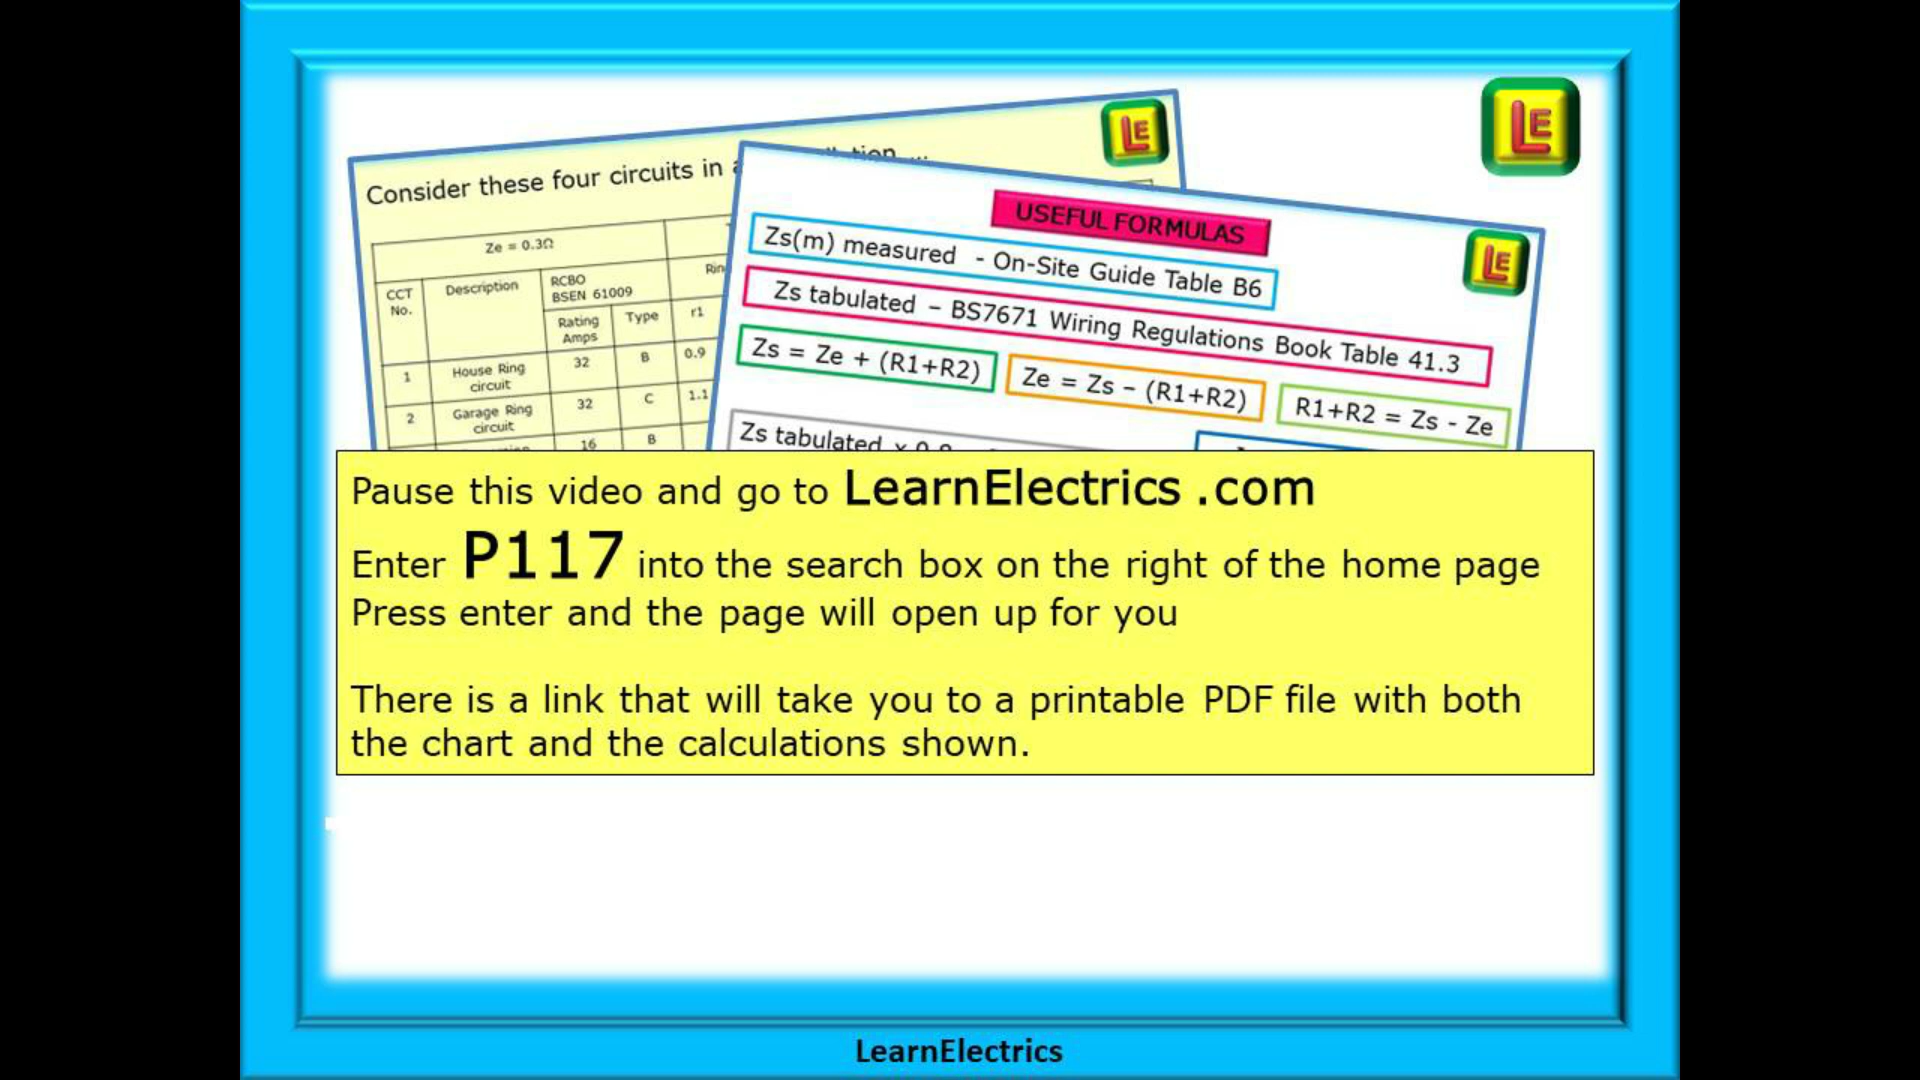 LE
LE
Consider these four circuits in a
USEFUL FORMULAS
LE
Zs(m) measured - On-Site Guide Table B6
Zs tabulated – BS7671 Wiring Regulations Book Table 41.3
Zs = Ze + (R1+R2)
Ze = Zs – (R1+R2)
R1+R2 = Zs - Ze
Zs tabulated x 0.8
Ze = 0.3Ω
CCT No.
Description
RCBO
BSEN 61009
Rating Amps
Type
r1
1 House Ring circuit 32 B 0.9
2 Garage Ring circuit 32 C 1.1
16 B
Pause this video and go to LearnElectrics .com
Enter P117 into the search box on the right of the home page
Press enter and the page will open up for you
There is a link that will take you to a printable PDF file with both
the chart and the calculations shown.
LearnElectrics